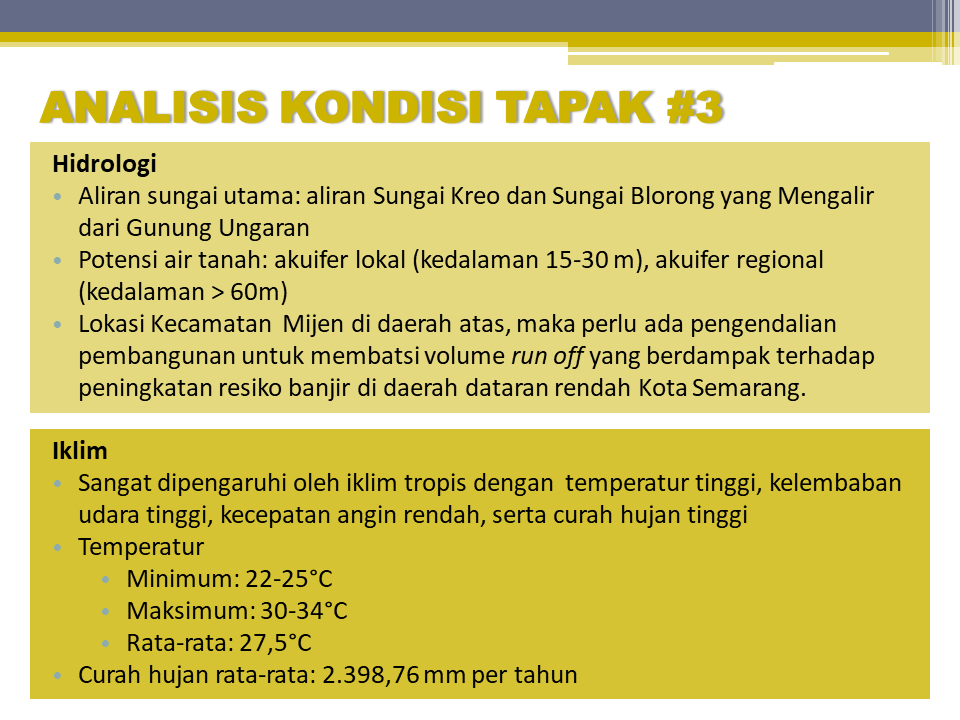 ANALISIS KONDISI TAPAK #3
Hidrologi
• Aliran sungai utama: aliran Sungai Kreo dan Sungai Blorong yang Mengalir
dari Gunung Ungaran
• Potensi air tanah: akuifer lokal (kedalaman 15-30 m), akuifer regional
(kedalaman > 60m)
• Lokasi Kecamatan Mijen di daerah atas, maka perlu ada pengendalian
pembangunan untuk membatsi volume run off yang berdampak terhadap
peningkatan resiko banjir di daerah dataran rendah Kota Semarang.
Iklim
• Sangat dipengaruhi oleh iklim tropis dengan temperatur tinggi, kelembaban
udara tinggi, kecepatan angin rendah, serta curah hujan tinggi
• Temperatur
• Minimum: 22-25°C
• Maksimum: 30-34°C
• Rata-rata: 27,5°C
• Curah hujan rata-rata: 2.398,76 mm per tahun